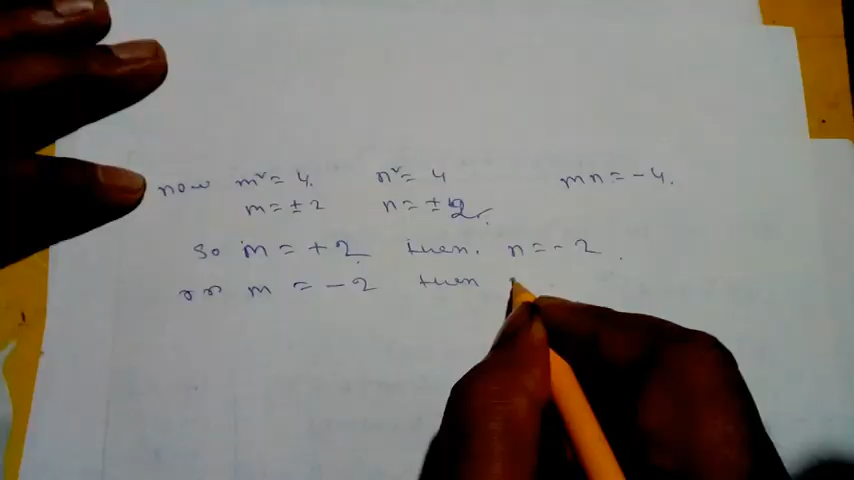 now m² = 4. n² = 4 mn = -4.
m = ±2 n = ±2
so m = +2 then. n = -2
or m = -2 then